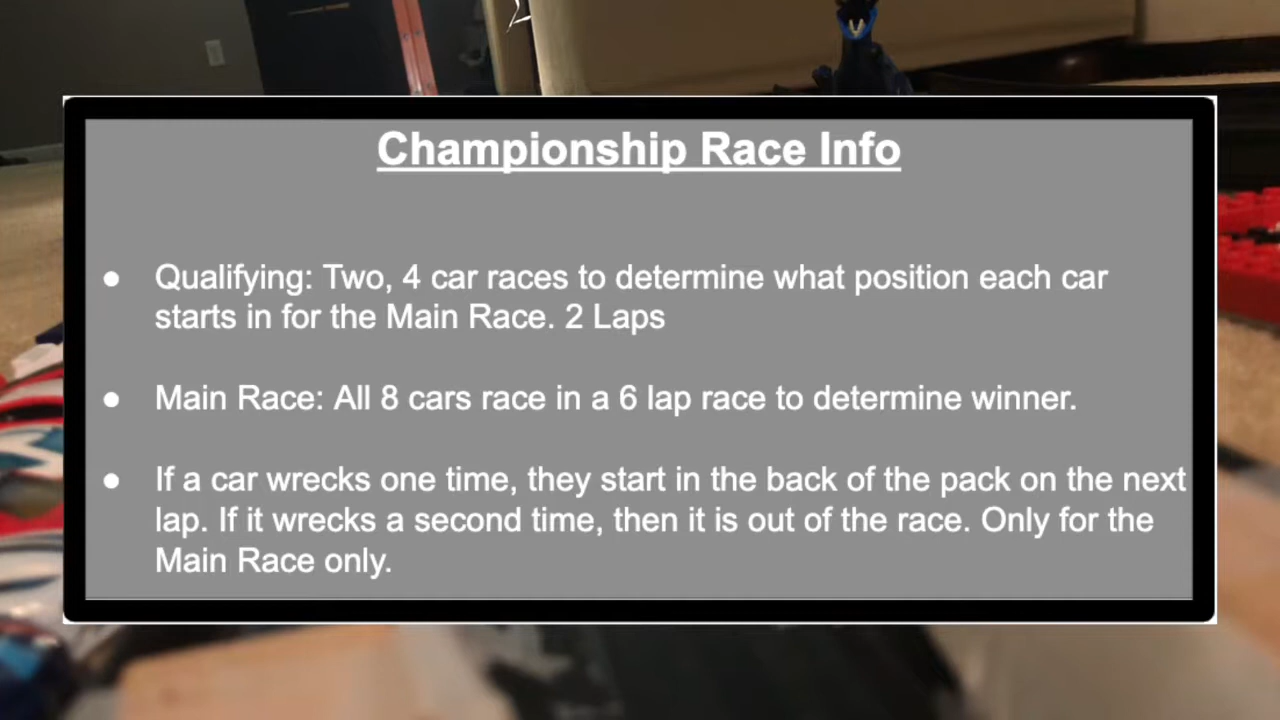 Championship Race Info
● Qualifying: Two, 4 car races to determine what position each car
starts in for the Main Race. 2 Laps
● Main Race: All 8 cars race in a 6 lap race to determine winner.
● If a car wrecks one time, they start in the back of the pack on the next
lap. If it wrecks a second time, then it is out of the race. Only for the
Main Race only.